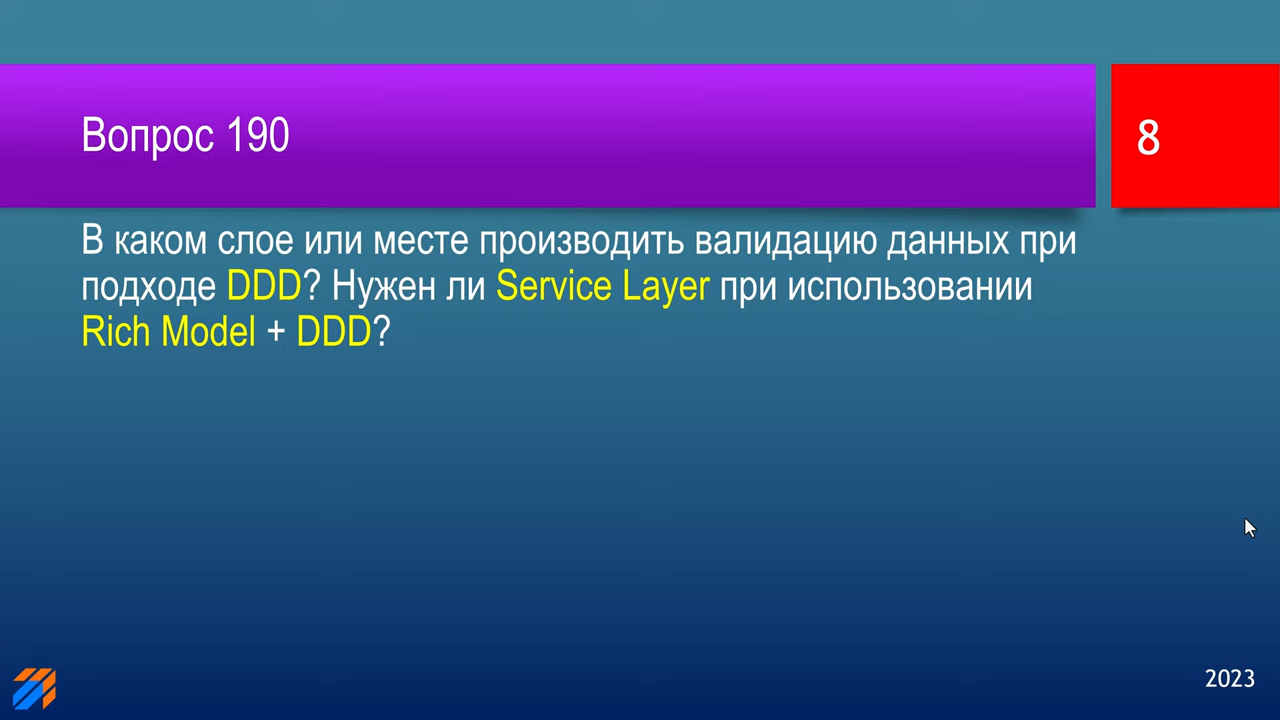 Вопрос 190
8
В каком слое или месте производить валидацию данных при
подходе DDD? Нужен ли Service Layer при использовании
Rich Model + DDD?
2023